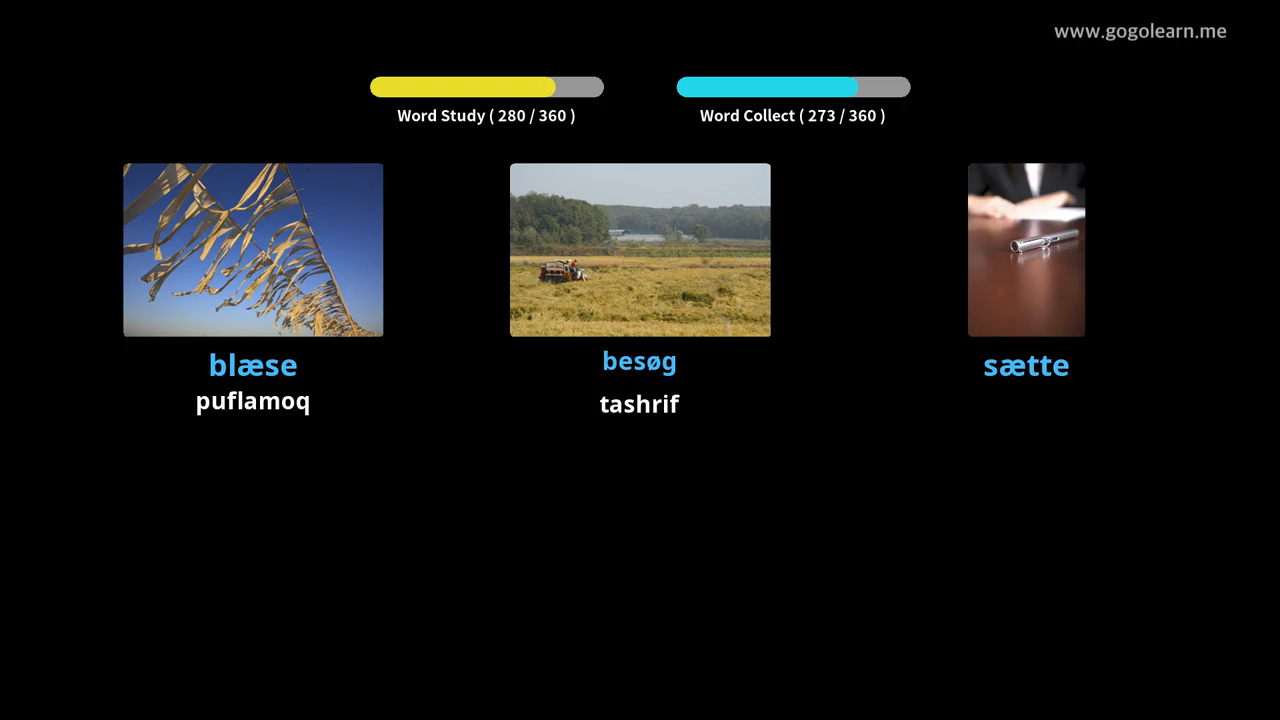 www.gogolearn.me
Word Study ( 280 / 360 )
Word Collect ( 273 / 360 )
blæse
puflamoq
besøg
tashrif
sætte